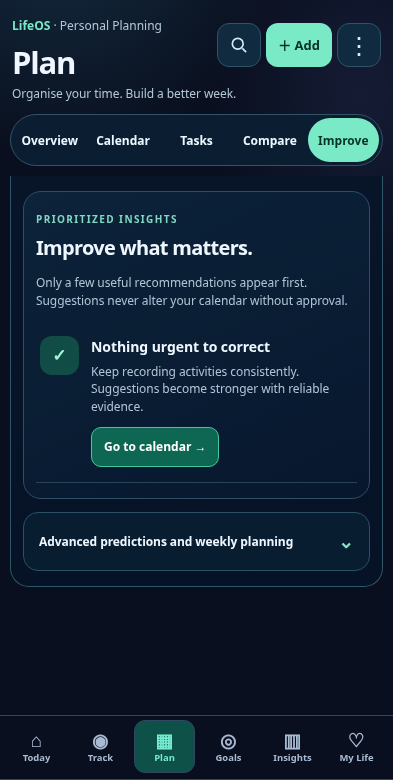 LifeOS · Personal Planning
Plan
Organise your time. Build a better week.
+ Add
Overview Calendar Tasks Compare Improve
PRIORITIZED INSIGHTS
Improve what matters.
Only a few useful recommendations appear first.
Suggestions never alter your calendar without approval.
Nothing urgent to correct
Keep recording activities consistently.
Suggestions become stronger with reliable
evidence.
Go to calendar →
Advanced predictions and weekly planning
Today Track Plan Goals Insights My Life